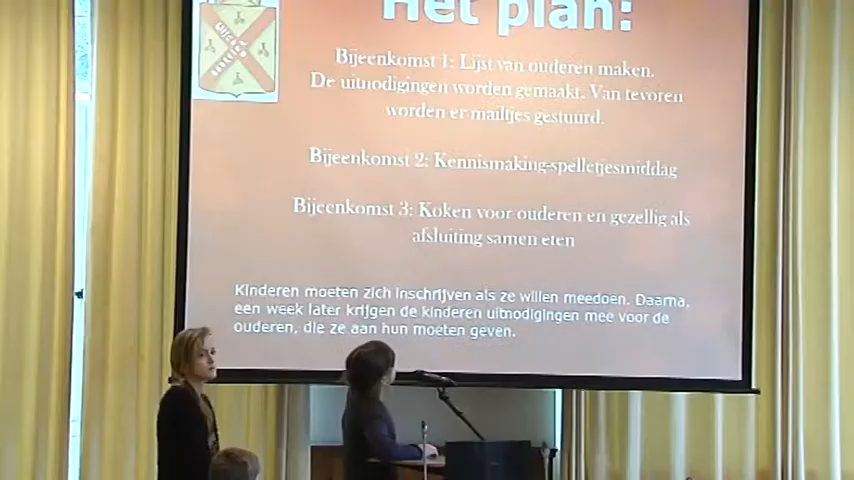 Het plan:
Bijeenkomst 1: Lijst van ouderen maken.
De uitnodigingen worden gemaakt. Van tevoren
worden er mailtjes gestuurd.
Bijeenkomst 2: Kennismaking-spelletjesmiddag
Bijeenkomst 3: Koken voor ouderen en gezellig als
afsluiting samen eten
Kinderen moeten zich inschrijven als ze willen meedoen. Daarna,
een week later krijgen de kinderen de uitnodigingen mee voor de
ouderen, die ze aan hun moeten geven.